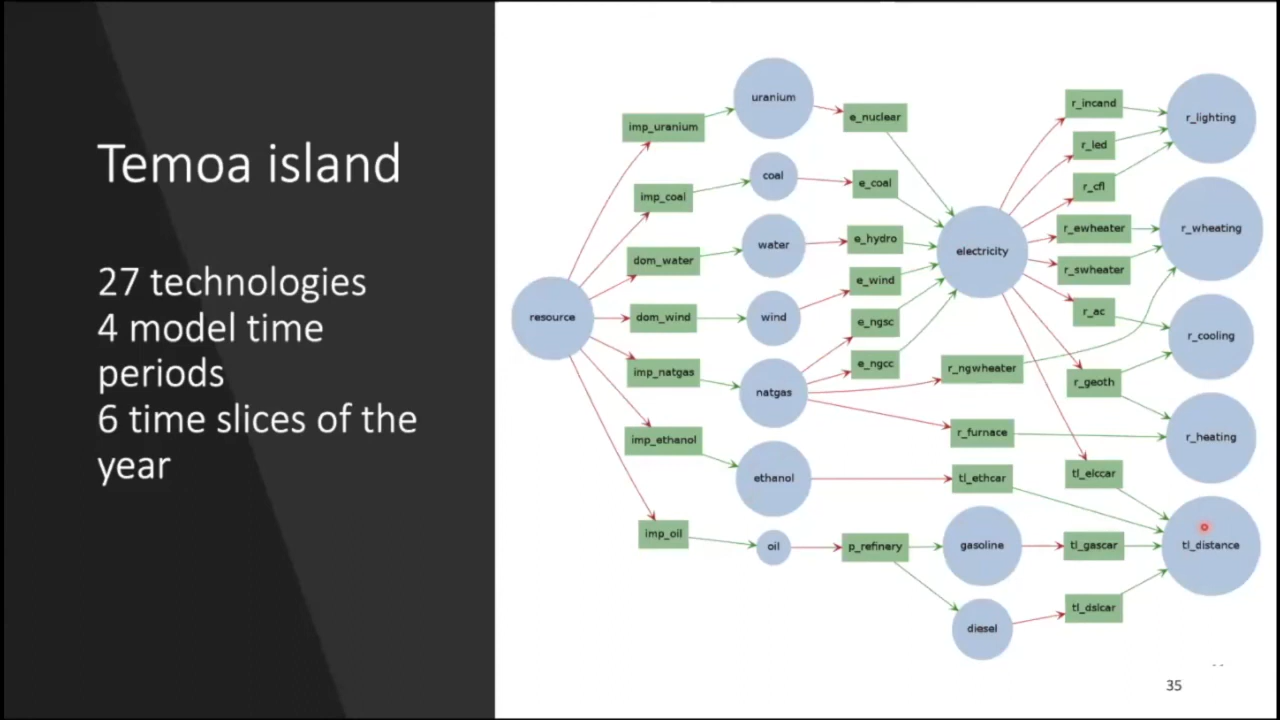 Temoa island
27 technologies
4 model time
periods
6 time slices of the
year
resource
imp_uranium
imp_coal
dom_water
dom_wind
imp_natgas
imp_ethanol
imp_oil
uranium
coal
water
wind
natgas
ethanol
oil
e_nuclear
e_coal
e_hydro
e_wind
e_ngsc
e_ngcc
p_refinery
electricity
r_ngwheater
r_furnace
tl_ethcar
gasoline
diesel
r_incand
r_led
r_cfl
r_ewheater
r_swheater
r_ac
r_geoth
tl_elccar
tl_gascar
tl_dslcar
r_lighting
r_wheating
r_cooling
r_heating
tl_distance
35